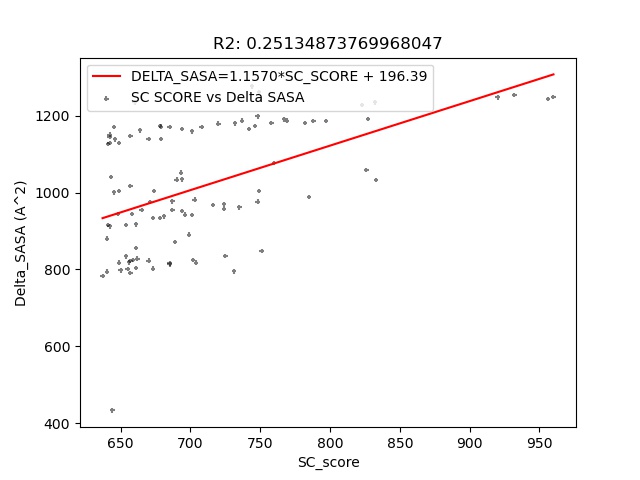 R2: 0.25134873769968047
DELTA_SASA=1.1570*SC_SCORE + 196.39
SC SCORE vs Delta SASA
Delta_SASA (A^2)
1200
1000
800
600
400
650 700 750 800 850 900 950
SC_score